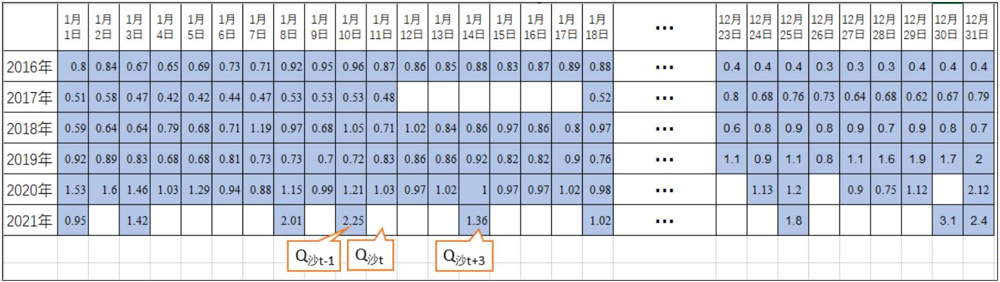 1月1日 1月2日 1月3日 1月4日 1月5日 1月6日 1月7日 1月8日 1月9日 1月10日 1月11日 1月12日 1月13日 1月14日 1月15日 1月16日 1月17日 1月18日 ... 12月23日 12月24日 12月25日 12月26日 12月27日 12月28日 12月29日 12月30日 12月31日
2016年 0.8 0.84 0.67 0.65 0.69 0.73 0.71 0.92 0.95 0.96 0.87 0.86 0.85 0.88 0.83 0.87 0.89 0.88 ... 0.4 0.4 0.4 0.3 0.3 0.3 0.4 0.4 0.4
2017年 0.51 0.58 0.47 0.42 0.42 0.44 0.47 0.53 0.53 0.53 0.48 0.52 ... 0.8 0.68 0.76 0.73 0.64 0.68 0.62 0.67 0.79
2018年 0.59 0.64 0.64 0.79 0.68 0.71 1.19 0.97 0.68 1.05 0.71 1.02 0.84 0.86 0.97 0.86 0.8 0.97 ... 0.6 0.8 0.9 0.8 0.9 0.7 0.9 0.8 0.7
2019年 0.92 0.89 0.83 0.68 0.68 0.81 0.73 0.73 0.7 0.72 0.83 0.86 0.86 0.92 0.82 0.82 0.9 0.76 ... 1.1 0.9 1.1 0.8 1.1 1.6 1.9 1.7 2
2020年 1.53 1.6 1.46 1.03 1.29 0.94 0.88 1.15 0.99 1.21 1.03 0.97 1.02 1 0.97 0.97 1.02 0.98 ... 1.13 1.2 0.9 0.75 1.12 2.12
2021年 0.95 1.42 2.01 2.25 1.36 1.02 ... 1.8 3.1 2.4
Q沙t-1 Q沙t Q沙t+3